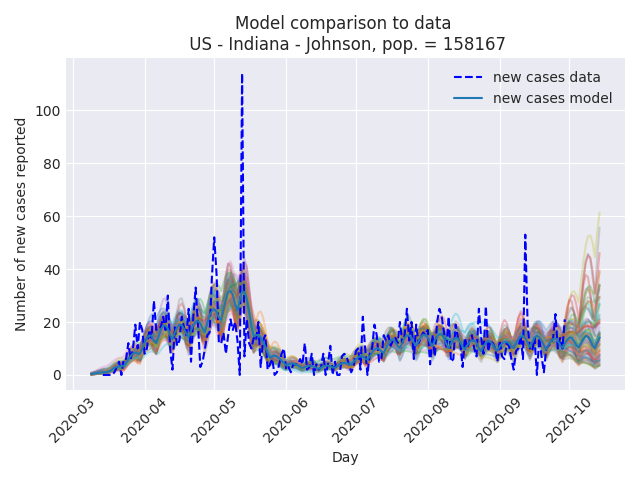 Model comparison to data
US - Indiana - Johnson, pop. = 158167
new cases data
new cases model
Number of new cases reported
100
80
60
40
20
0
2020-03
2020-04
2020-05
2020-06
2020-07
2020-08
2020-09
2020-10
Day